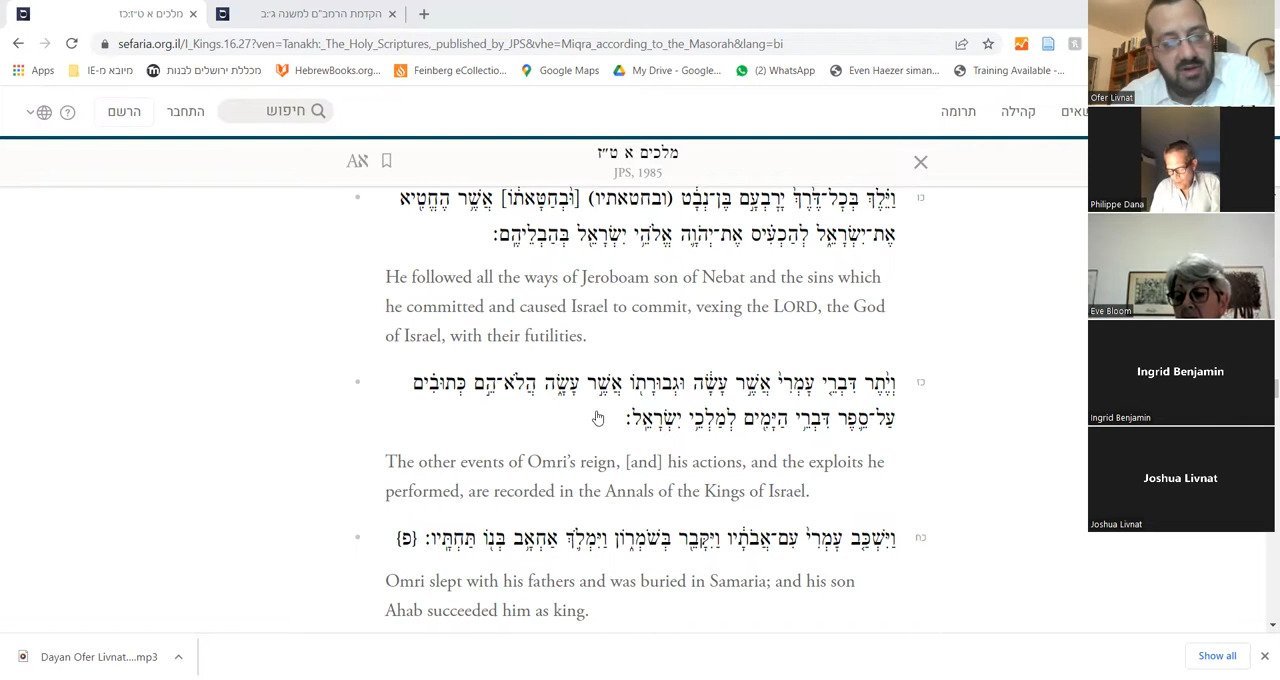 מלכים א ט״ז:כז
הקדמת הרמב"ם למשנה ג׳:ב
sefaria.org.il/I_Kings.16.27?ven=Tanakh:_The_Holy_Scriptures,_published_by_JPS&vhe=Miqra_according_to_the_Masorah&lang=bi
Apps
מיובא מ-IE
מכללת ירושלים לבנות
HebrewBooks.org...
Feinberg eCollectio...
Google Maps
My Drive - Google...
(2) WhatsApp
Even Haezer siman...
Training Available -...
שאים
קהילה
תרומה
חיפוש
התחבר
הרשם
מלכים א ט״ז
JPS, 1985
כו
וַיֵּ֗לֶךְ בְּכׇל־דֶּ֙רֶךְ֙ יָרׇבְעָ֣ם בֶּן־נְבָ֔ט (ובחטאתיו) [וּ֨בְחַטָּאת֔וֹ] אֲשֶׁ֥ר הֶחֱטִ֖יא
אֶת־יִשְׂרָאֵ֑ל לְהַכְעִ֗יס אֶת־יְהֹוָ֛ה אֱלֹהֵ֥י יִשְׂרָאֵ֖ל בְּהַבְלֵיהֶֽם׃
He followed all the ways of Jeroboam son of Nebat and the sins which
he committed and caused Israel to commit, vexing the LORD, the God
of Israel, with their futilities.
כז
וְיֶ֨תֶר דִּבְרֵ֤י עׇמְרִי֙ אֲשֶׁ֣ר עָשָׂ֔ה וּגְבוּרָת֖וֹ אֲשֶׁ֣ר עָשָׂ֑ה הֲלֹא־הֵ֣ם כְּתוּבִ֗ים
עַל־סֵ֛פֶר דִּבְרֵ֥י הַיָּמִ֖ים לְמַלְכֵ֥י יִשְׂרָאֵֽל׃
The other events of Omri’s reign, [and] his actions, and the exploits he
performed, are recorded in the Annals of the Kings of Israel.
כח
וַיִּשְׁכַּ֤ב עׇמְרִי֙ עִם־אֲבֹתָ֔יו וַיִּקָּבֵ֖ר בְּשֹׁמְר֑וֹן וַיִּמְלֹ֛ךְ אַחְאָ֥ב בְּנ֖וֹ תַּחְתָּֽיו׃ {פ}
Omri slept with his fathers and was buried in Samaria; and his son
Ahab succeeded him as king.
Dayan Ofer Livnat....mp3
Show all
Ofer Livnat
Philippe Dana
Eve Bloom
Ingrid Benjamin
Ingrid Benjamin
Joshua Livnat
Joshua Livnat